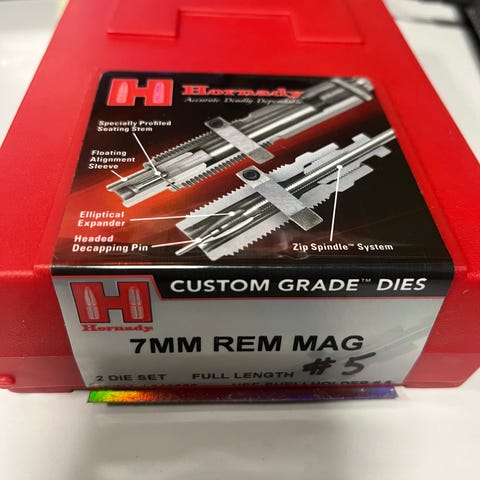 H Hornady
Accurate. Deadly. Dependable.
Specially Profiled
Seating Stem
Floating
Alignment
Sleeve
Elliptical
Expander
Headed
Decapping Pin
Zip Spindle™ System
H
Hornady
CUSTOM GRADE™ DIES
7MM REM MAG
#5
2 DIE SET FULL LENGTH